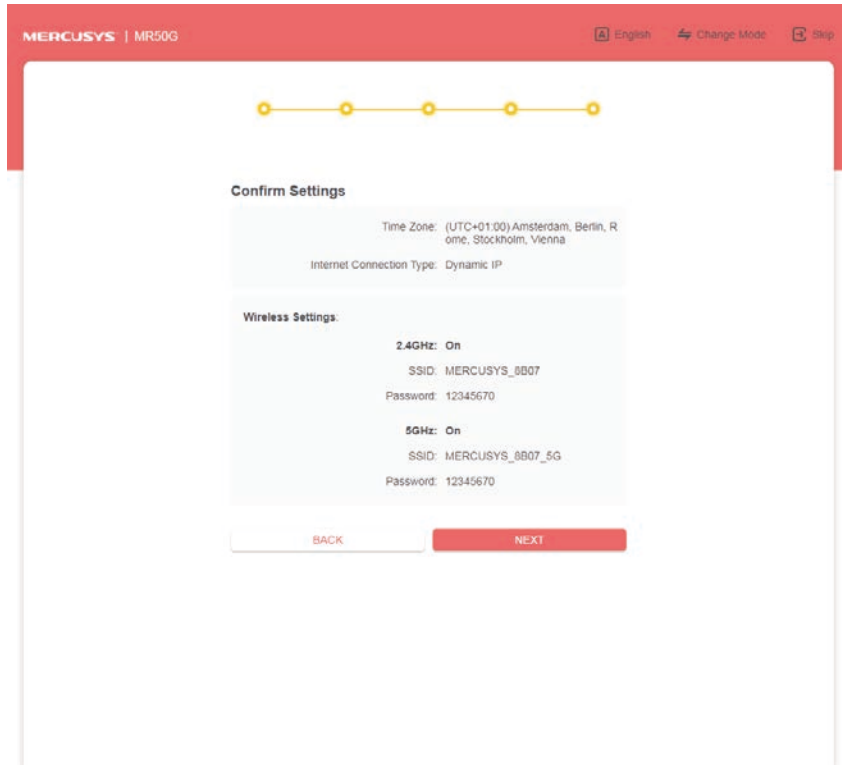 MERCUSYS | MR50G
English
Change Mode
Skip
Confirm Settings
Time Zone: (UTC+01:00) Amsterdam, Berlin, R
ome, Stockholm, Vienna
Internet Connection Type: Dynamic IP
Wireless Settings:
2.4GHz: On
SSID: MERCUSYS_8B07
Password: 12345670
5GHz: On
SSID: MERCUSYS_8B07_5G
Password: 12345670
BACK
NEXT